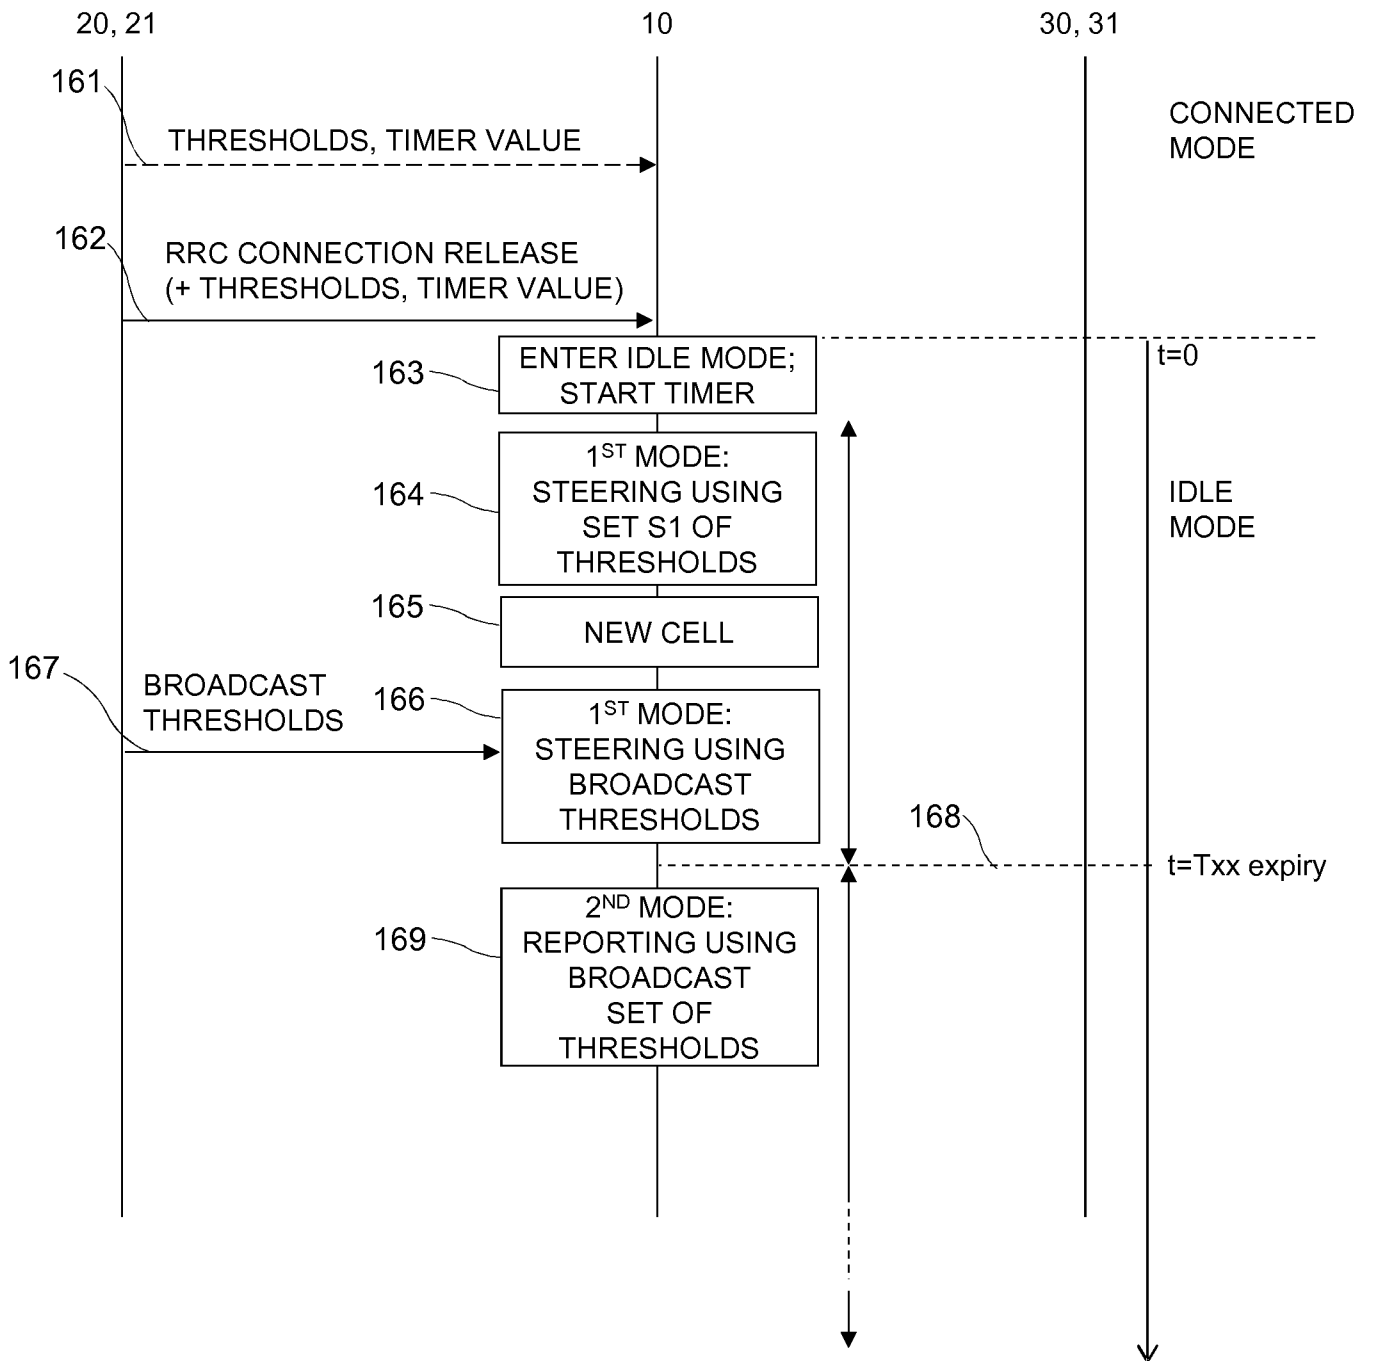 20, 21
10
30, 31
161
THRESHOLDS, TIMER VALUE
CONNECTED
MODE
162
RRC CONNECTION RELEASE
(+ THRESHOLDS, TIMER VALUE)
163
ENTER IDLE MODE;
START TIMER
t=0
164
1ST MODE:
STEERING USING
SET S1 OF
THRESHOLDS
IDLE
MODE
165
NEW CELL
167
BROADCAST
THRESHOLDS
166
1ST MODE:
STEERING USING
BROADCAST
THRESHOLDS
168
t=Txx expiry
169
2ND MODE:
REPORTING USING
BROADCAST
SET OF
THRESHOLDS